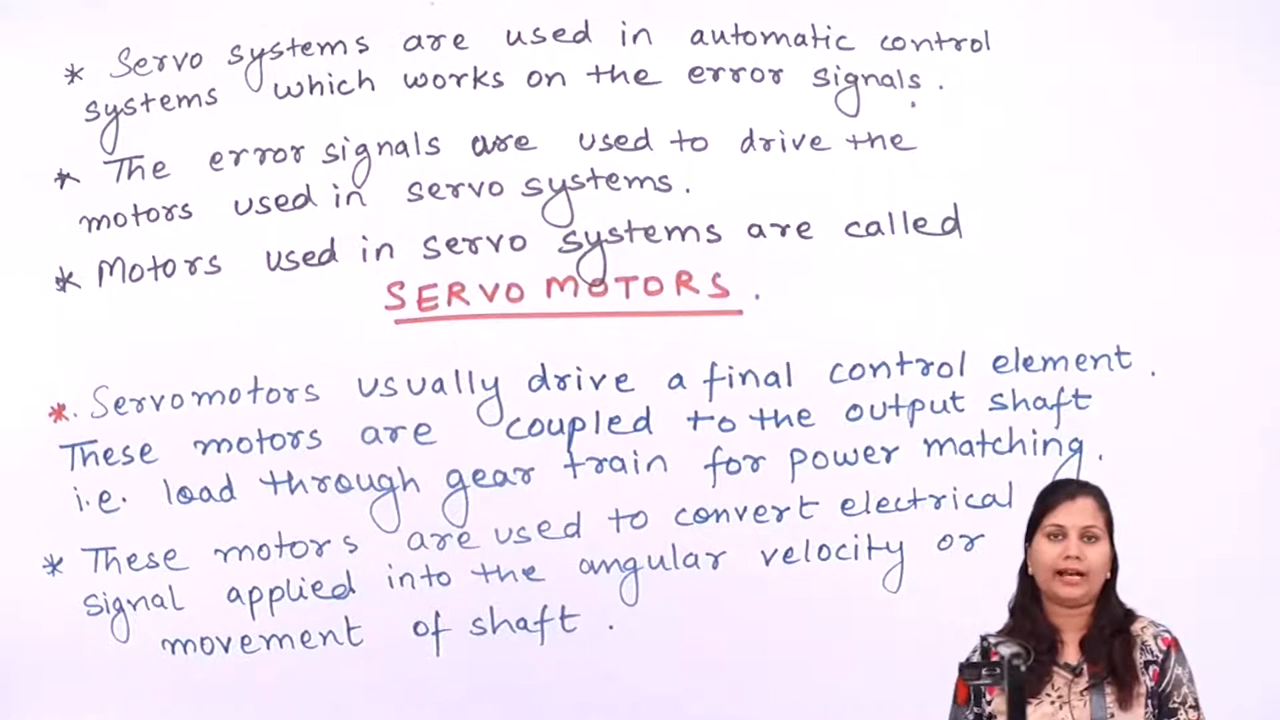 * Servo systems are used in automatic control
systems which works on the error signals.
* The error signals are used to drive the
motors used in servo systems.
* Motors used in servo systems are called
SERVO MOTORS.
*. Servomotors usually drive a final control element.
These motors are coupled to the output shaft
i.e. load through gear train for power matching.
* These motors are used to convert electrical
signal applied into the angular velocity or
movement of shaft.